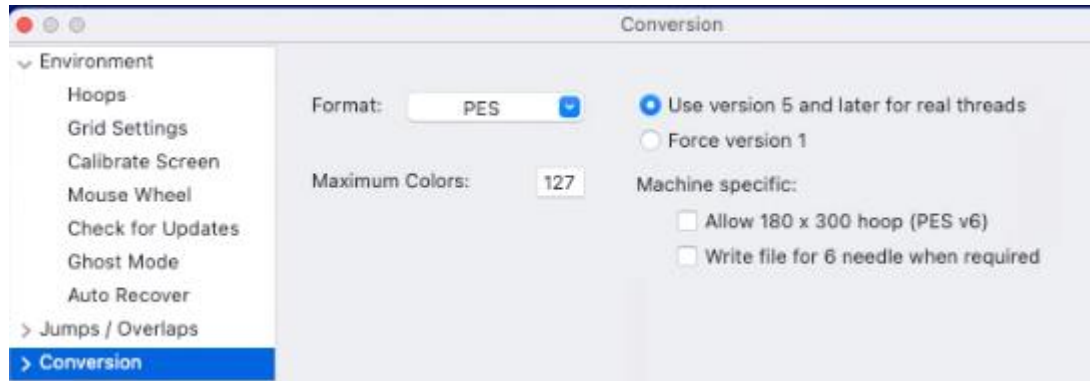 Conversion
Environment
Hoops
Grid Settings
Calibrate Screen
Mouse Wheel
Check for Updates
Ghost Mode
Auto Recover
Jumps / Overlaps
Conversion
Format: PES
Maximum Colors: 127
Use version 5 and later for real threads
Force version 1
Machine specific:
Allow 180 x 300 hoop (PES v6)
Write file for 6 needle when required